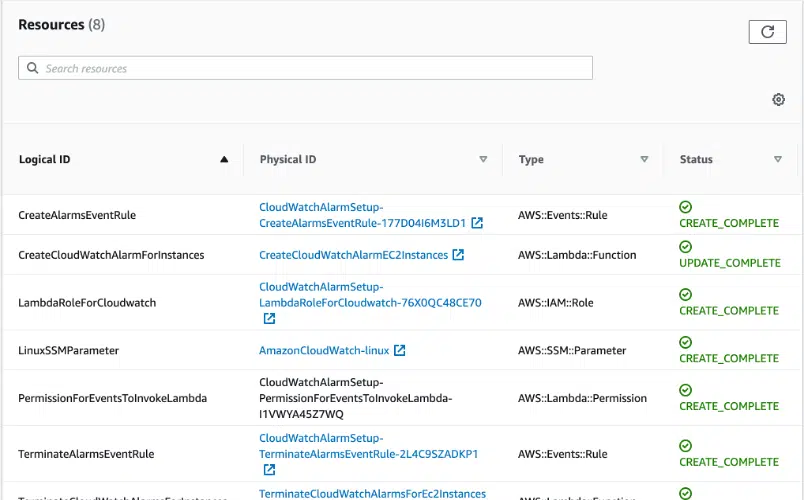 Resources (8)
Search resources
Logical ID Physical ID Type Status
CreateAlarmsEventRule
CloudWatchAlarmSetup-
CreateAlarmsEventRule-177D04I6M3LD1
AWS::Events::Rule
CREATE_COMPLETE
CreateCloudWatchAlarmForInstances
CreateCloudWatchAlarmEC2Instances
AWS::Lambda::Function
UPDATE_COMPLETE
LambdaRoleForCloudwatch
CloudWatchAlarmSetup-
LambdaRoleForCloudwatch-76X0QC48CE70
AWS::IAM::Role
CREATE_COMPLETE
LinuxSSMParameter
AmazonCloudWatch-linux
AWS::SSM::Parameter
CREATE_COMPLETE
PermissionForEventsToInvokeLambda
CloudWatchAlarmSetup-
PermissionForEventsToInvokeLambda-
I1VWYA45Z7WQ
AWS::Lambda::Permission
CREATE_COMPLETE
TerminateAlarmsEventRule
CloudWatchAlarmSetup-
TerminateAlarmsEventRule-2L4C9SZADKP1
AWS::Events::Rule
CREATE_COMPLETE
TerminateCloudWatchAlarmsForEc2Instances